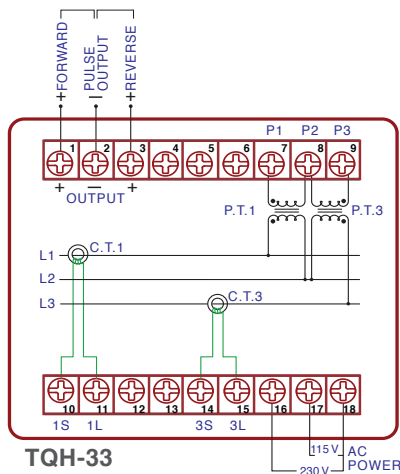 +FORWARD
PULSE
OUTPUT
+REVERSE
1 2 3 4 5 6 7 8 9
P1 P2 P3
+ − +
OUTPUT
P.T.1 P.T.3
L1
C.T.1
L2
L3
C.T.3
10 11 12 13 14 15 16 17 18
1S 1L 3S 3L
115V
AC
POWER
230V
TQH-33